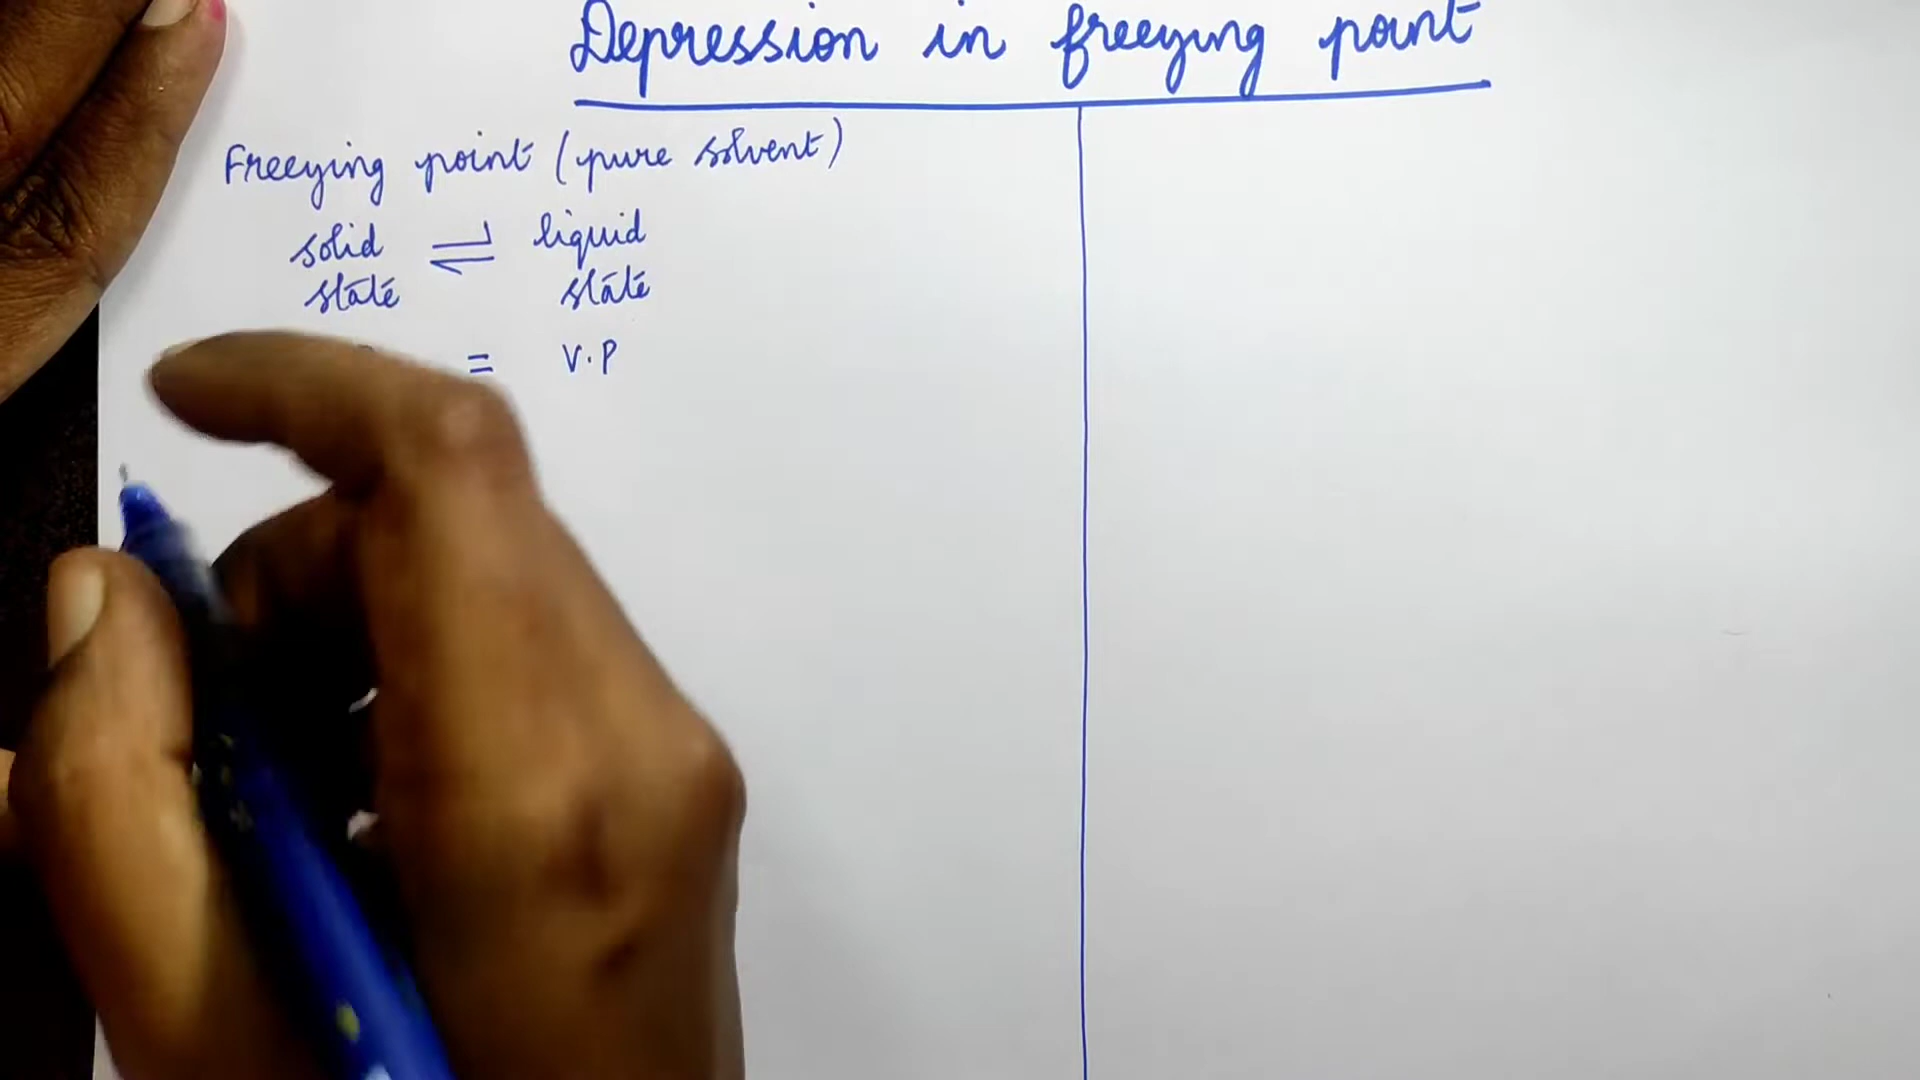 Depression in freezing point
Freezing point (pure solvent)
solid ⇌ liquid
state state
= V.P